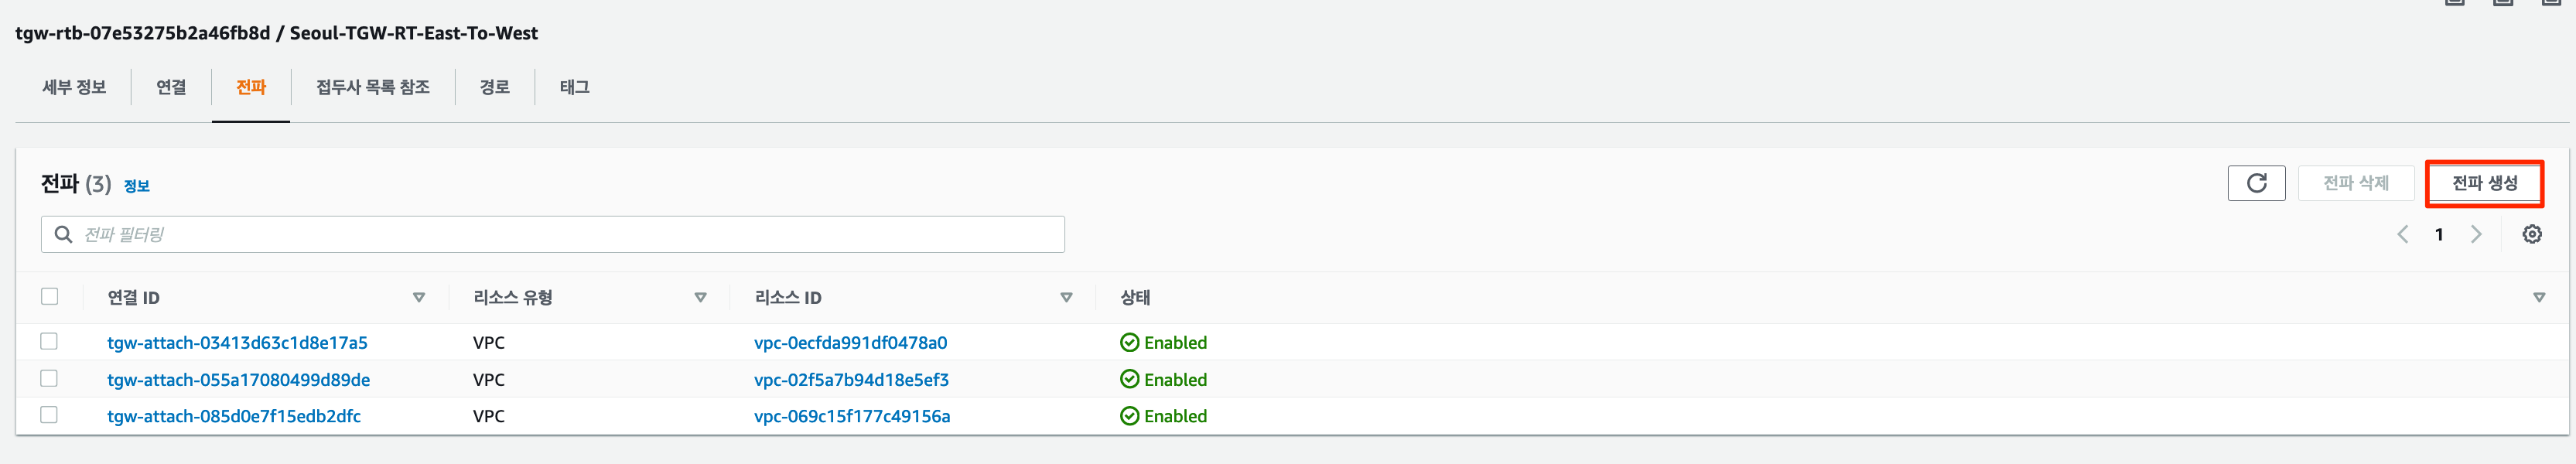 tgw-rtb-07e53275b2a46fb8d / Seoul-TGW-RT-East-To-West
세부 정보 연결 전파 접두사 목록 참조 경로 태그
전파 (3) 정보 전파 삭제 전파 생성
전파 필터링 1
연결 ID 리소스 유형 리소스 ID 상태
tgw-attach-03413d63c1d8e17a5 VPC vpc-0ecfda991df0478a0 Enabled
tgw-attach-055a17080499d89de VPC vpc-02f5a7b94d18e5ef3 Enabled
tgw-attach-085d0e7f15edb2dfc VPC vpc-069c15f177c49156a Enabled